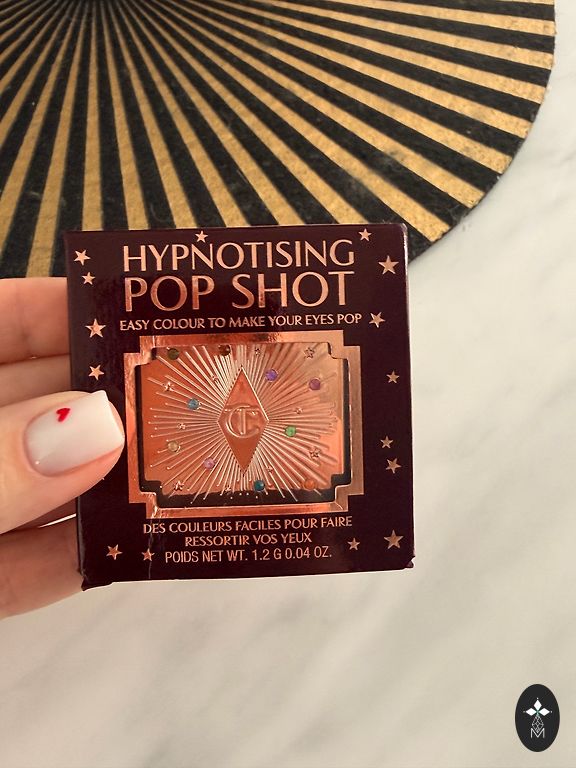 HYPNOTISING
POP SHOT
EASY COLOUR TO MAKE YOUR EYES POP
CT
DES COULEURS FACILES POUR FAIRE
RESSORTIR VOS YEUX
POIDS NET WT. 1.2 G 0.04 OZ.
M